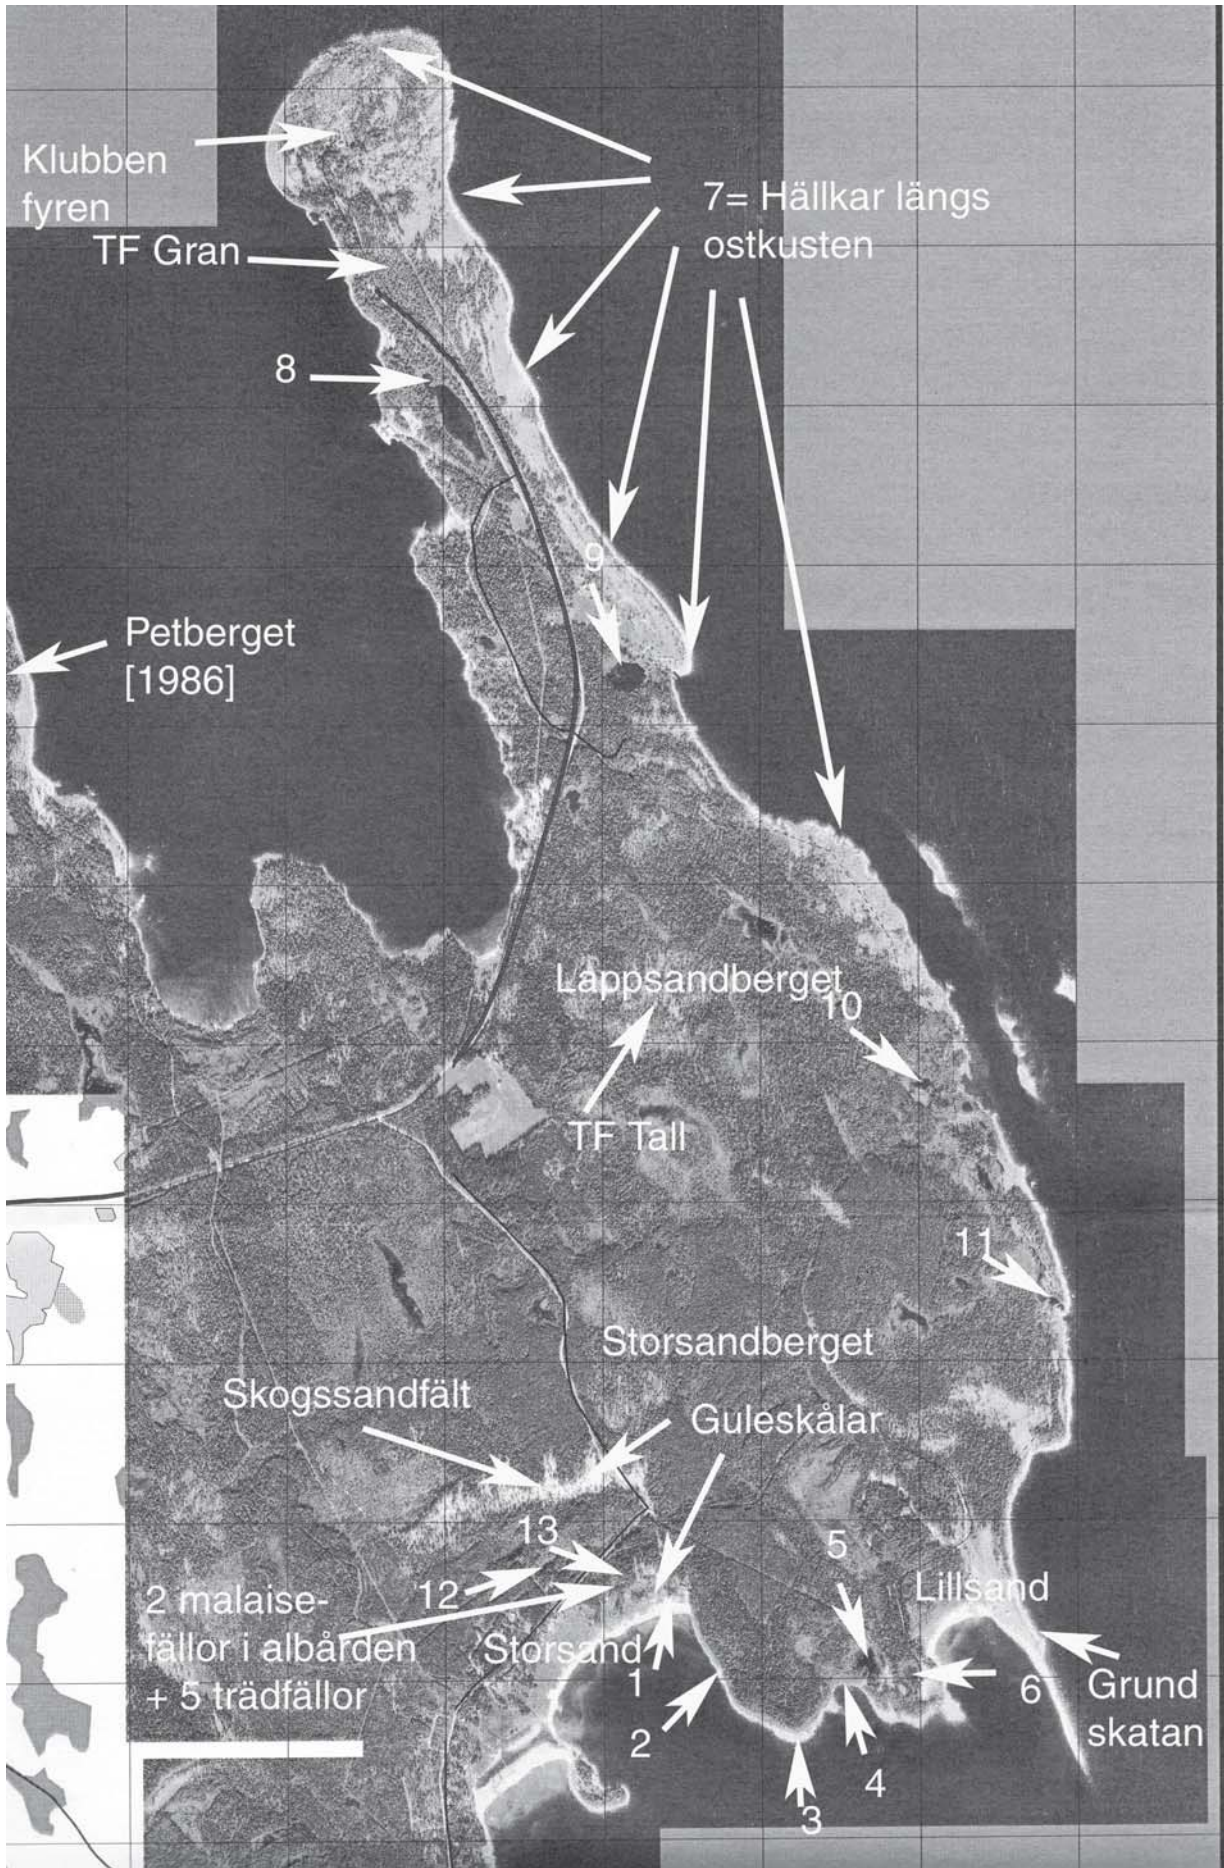 Klubben
fyren
7= Hällkar längs
ostkusten
TF Gran
8
9
Petberget
[1986]
Lappsandberget
10
TF Tall
11
Storsandberget
Skogssandfält
Guleskålar
13
5
12
2 malaise-
fällor i albården
+ 5 trädfällor
Lillsand
Storsand
1
6
Grund
skatan
2
4
3